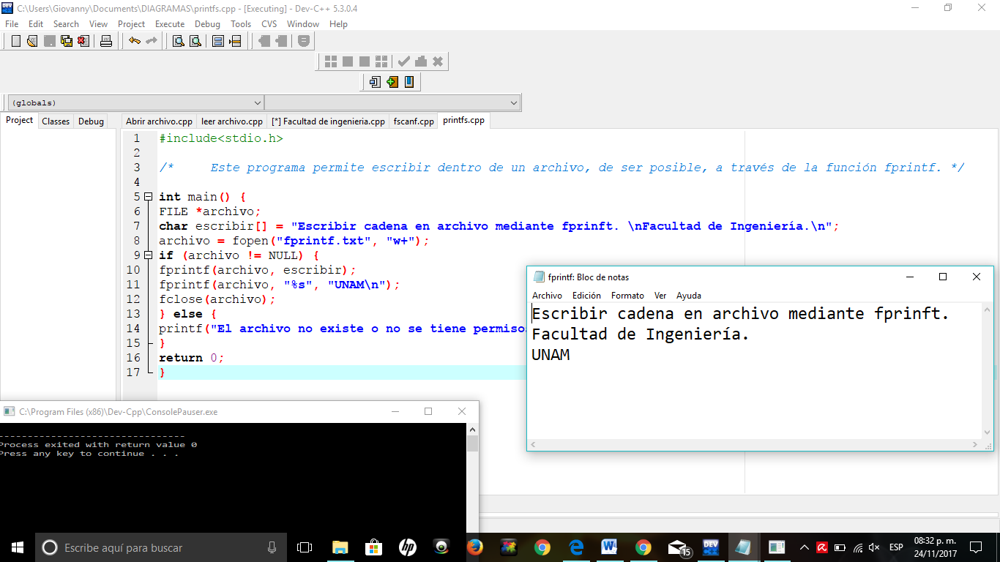 C:\Users\Giovanny\Documents\DIAGRAMAS\printfs.cpp - [Executing] - Dev-C++ 5.3.0.4
File Edit Search View Project Execute Debug Tools CVS Window Help
(globals)
Project Classes Debug
Abrir archivo.cpp leer archivo.cpp [*] Facultad de ingenieria.cpp fscanf.cpp printfs.cpp
1 #include<stdio.h>
2
3 /* Este programa permite escribir dentro de un archivo, de ser posible, a través de la función fprintf. */
4
5 int main() {
6 FILE *archivo;
7 char escribir[] = "Escribir cadena en archivo mediante fprinft. \nFacultad de Ingeniería.\n";
8 archivo = fopen("fprintf.txt", "w+");
9 if (archivo != NULL) {
10 fprintf(archivo, escribir);
11 fprintf(archivo, "%s", "UNAM\n");
12 fclose(archivo);
13 } else {
14 printf("El archivo no existe o no se tiene permiso
15 }
16 return 0;
17 }
fprintf: Bloc de notas
Archivo Edición Formato Ver Ayuda
Escribir cadena en archivo mediante fprinft.
Facultad de Ingeniería.
UNAM
C:\Program Files (x86)\Dev-Cpp\ConsolePauser.exe
--------------------------------
Process exited with return value 0
Press any key to continue . . .
Escribe aquí para buscar
hp
15
DEV
ESP
08:32 p. m.
24/11/2017